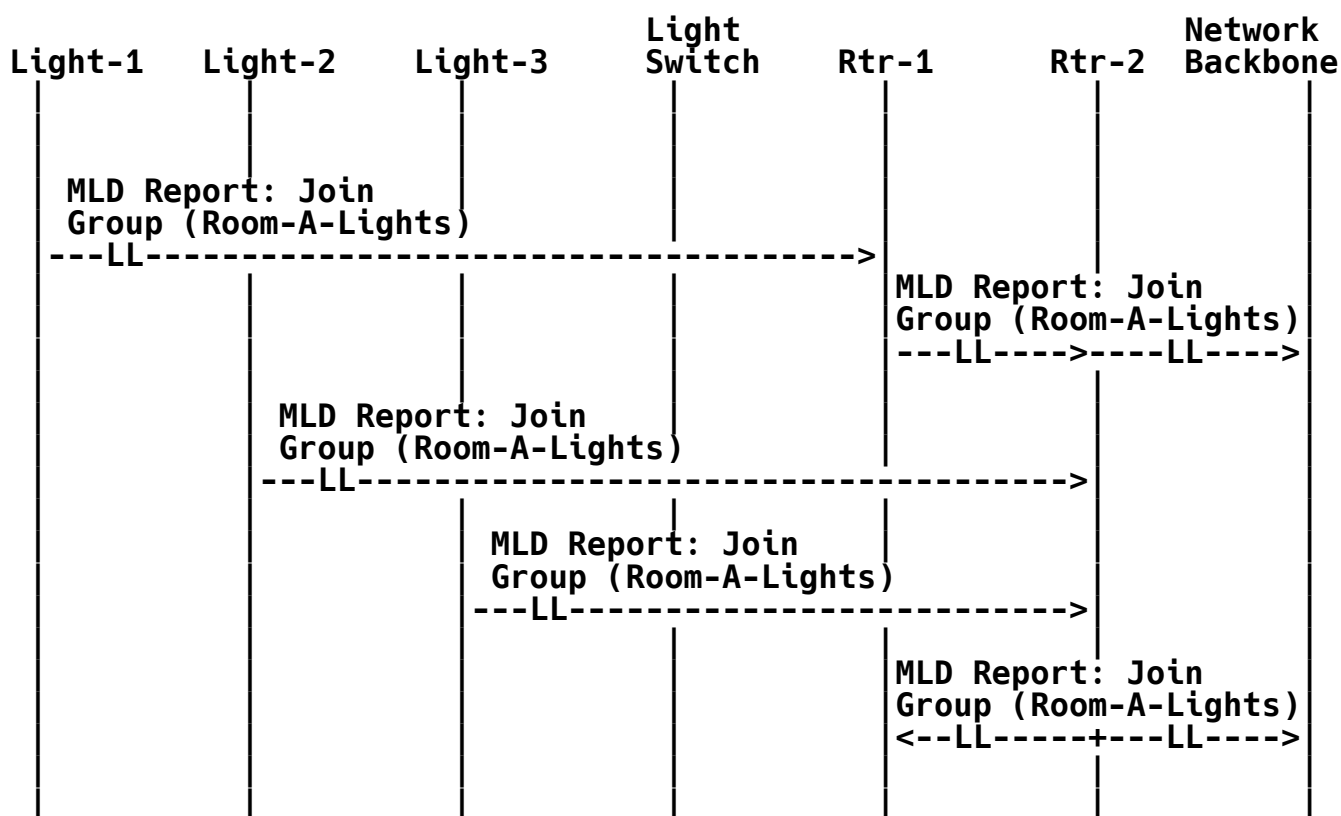 Light Network
Light-1 Light-2 Light-3 Switch Rtr-1 Rtr-2 Backbone
MLD Report: Join
Group (Room-A-Lights)
---LL------------------------------------->
MLD Report: Join
Group (Room-A-Lights)
---LL---->----LL---->
MLD Report: Join
Group (Room-A-Lights)
---LL------------------------------------->
MLD Report: Join
Group (Room-A-Lights)
---LL-------------------------->
MLD Report: Join
Group (Room-A-Lights)
<--LL-----+---LL---->